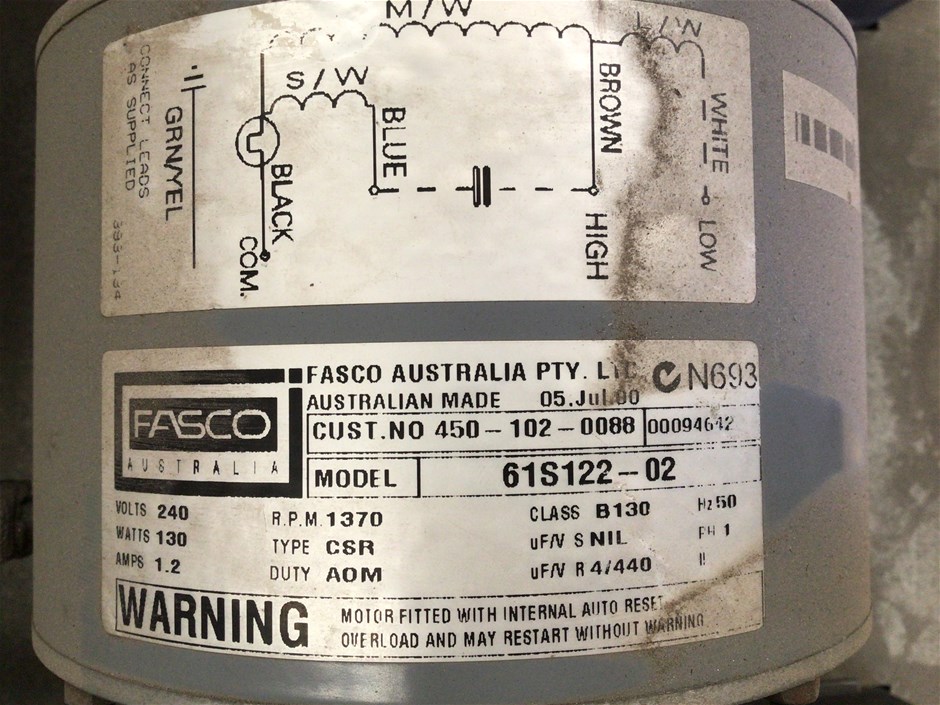 M/W
L/W
S/W
CONNECT LEADS
AS SUPPLIED
GRN/YEL
BLACK
COM.
BLUE
BROWN
HIGH
WHITE
LOW
FASCO AUSTRALIA PTY.
N693
AUSTRALIAN MADE 05.Jul.00
FASCO
AUSTRALIA
CUST.NO 450-102-0088 00094642
MODEL 61S122-02
VOLTS 240 R.P.M. 1370 CLASS B130 Hz 50
WATTS 130 TYPE CSR uF/V S NIL PH 1
AMPS 1.2 DUTY AOM uF/V R 4/440
WARNING
MOTOR FITTED WITH INTERNAL AUTO RESET
OVERLOAD AND MAY RESTART WITHOUT WARNING